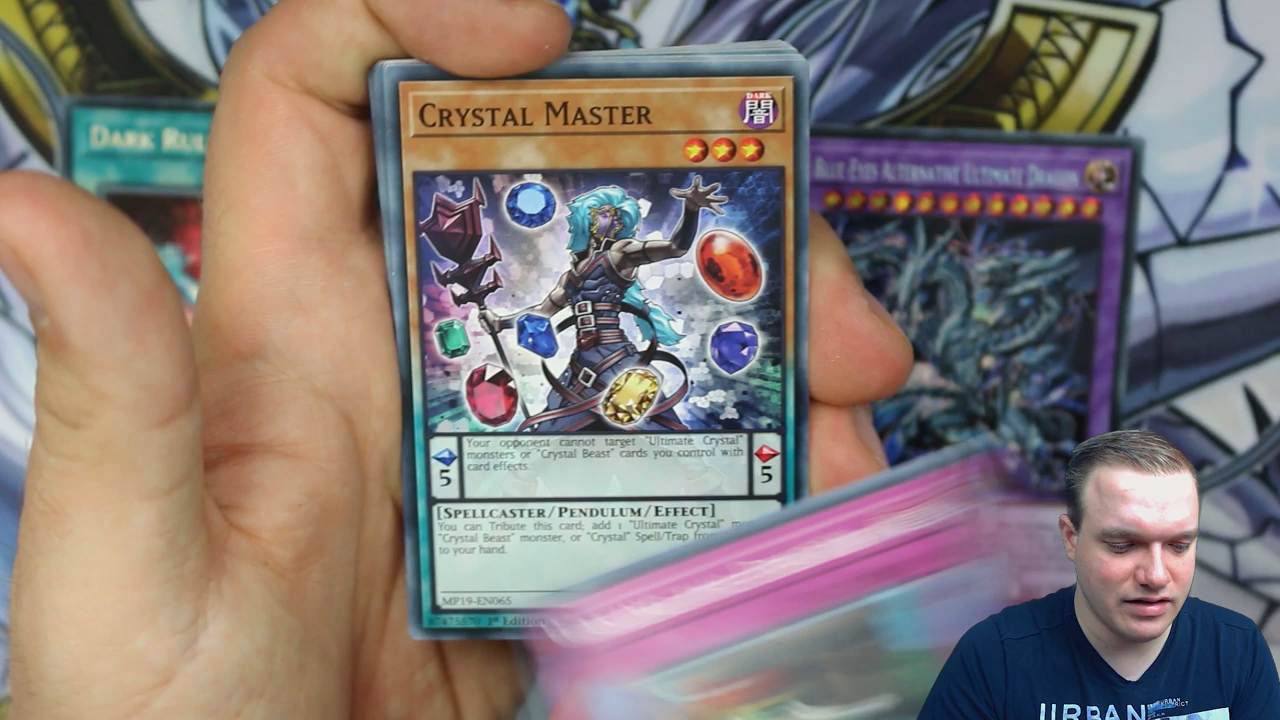 DARK RUL
CRYSTAL MASTER
DARK
闇
BLUE-EYES ALTERNATIVE ULTIMATE DRAGON
Your opponent cannot target "Ultimate Crystal"
monsters or "Crystal Beast" cards you control with
card effects.
5
5
[SPELLCASTER/PENDULUM/EFFECT]
You can Tribute this card; add 1 "Ultimate Crystal" m
"Crystal Beast" monster, or "Crystal" Spell/Trap fro
to your hand.
MP19-EN065
1st Edition
URBAN